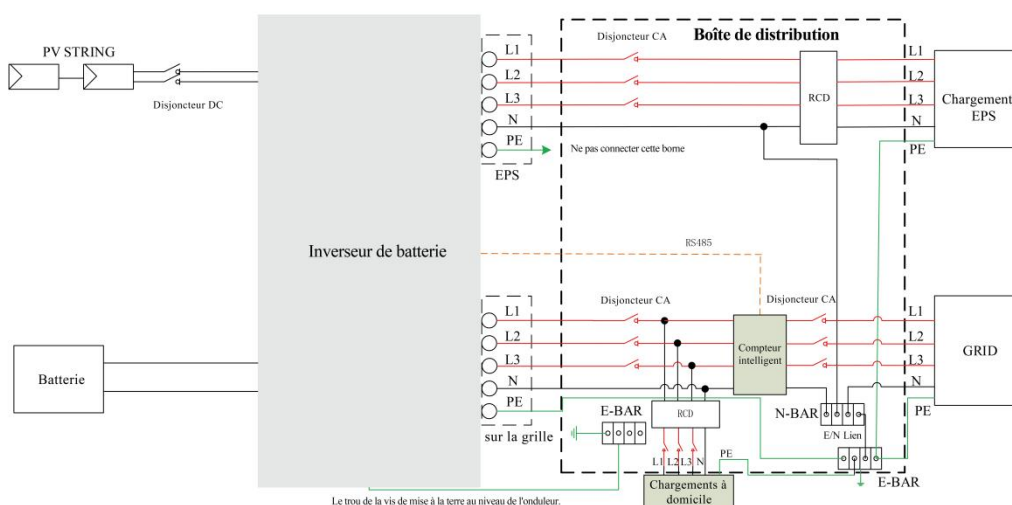 PV STRING
Disjoncteur DC
Batterie
Inverseur de batterie
L1
L2
L3
N
PE
EPS
Disjoncteur CA
Boîte de distribution
Ne pas connecter cette borne
RCD
L1
L2
L3
N
PE
Chargement
EPS
RS485
L1
L2
L3
N
PE
sur la grille
Disjoncteur CA
Disjoncteur CA
Compteur
intelligent
L1
L2
L3
N
PE
GRID
E-BAR
RCD
N-BAR
E/N Lien
L1
L2
L3
N
PE
E-BAR
Chargements à
domicile
Le trou de la vis de mise à la terre au niveau de l'onduleur.